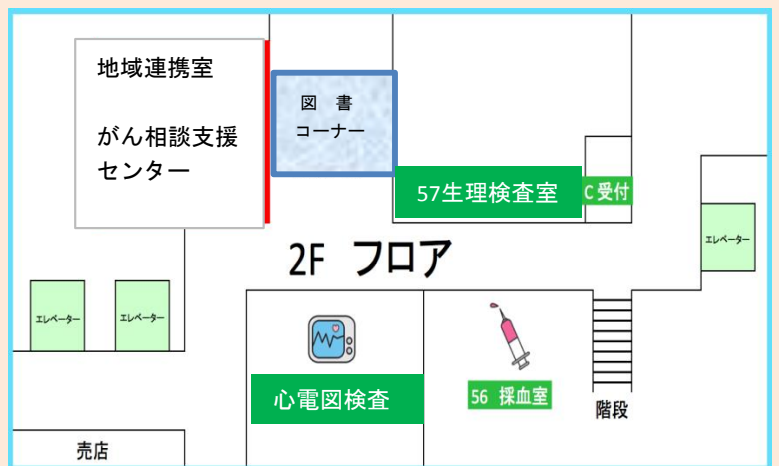 地域連携室
がん相談支援
センター
図　書
コーナー
57生理検査室
C 受付
エレベーター
2F　フロア
エレベーター
エレベーター
心電図検査
56 採血室
階段
売店